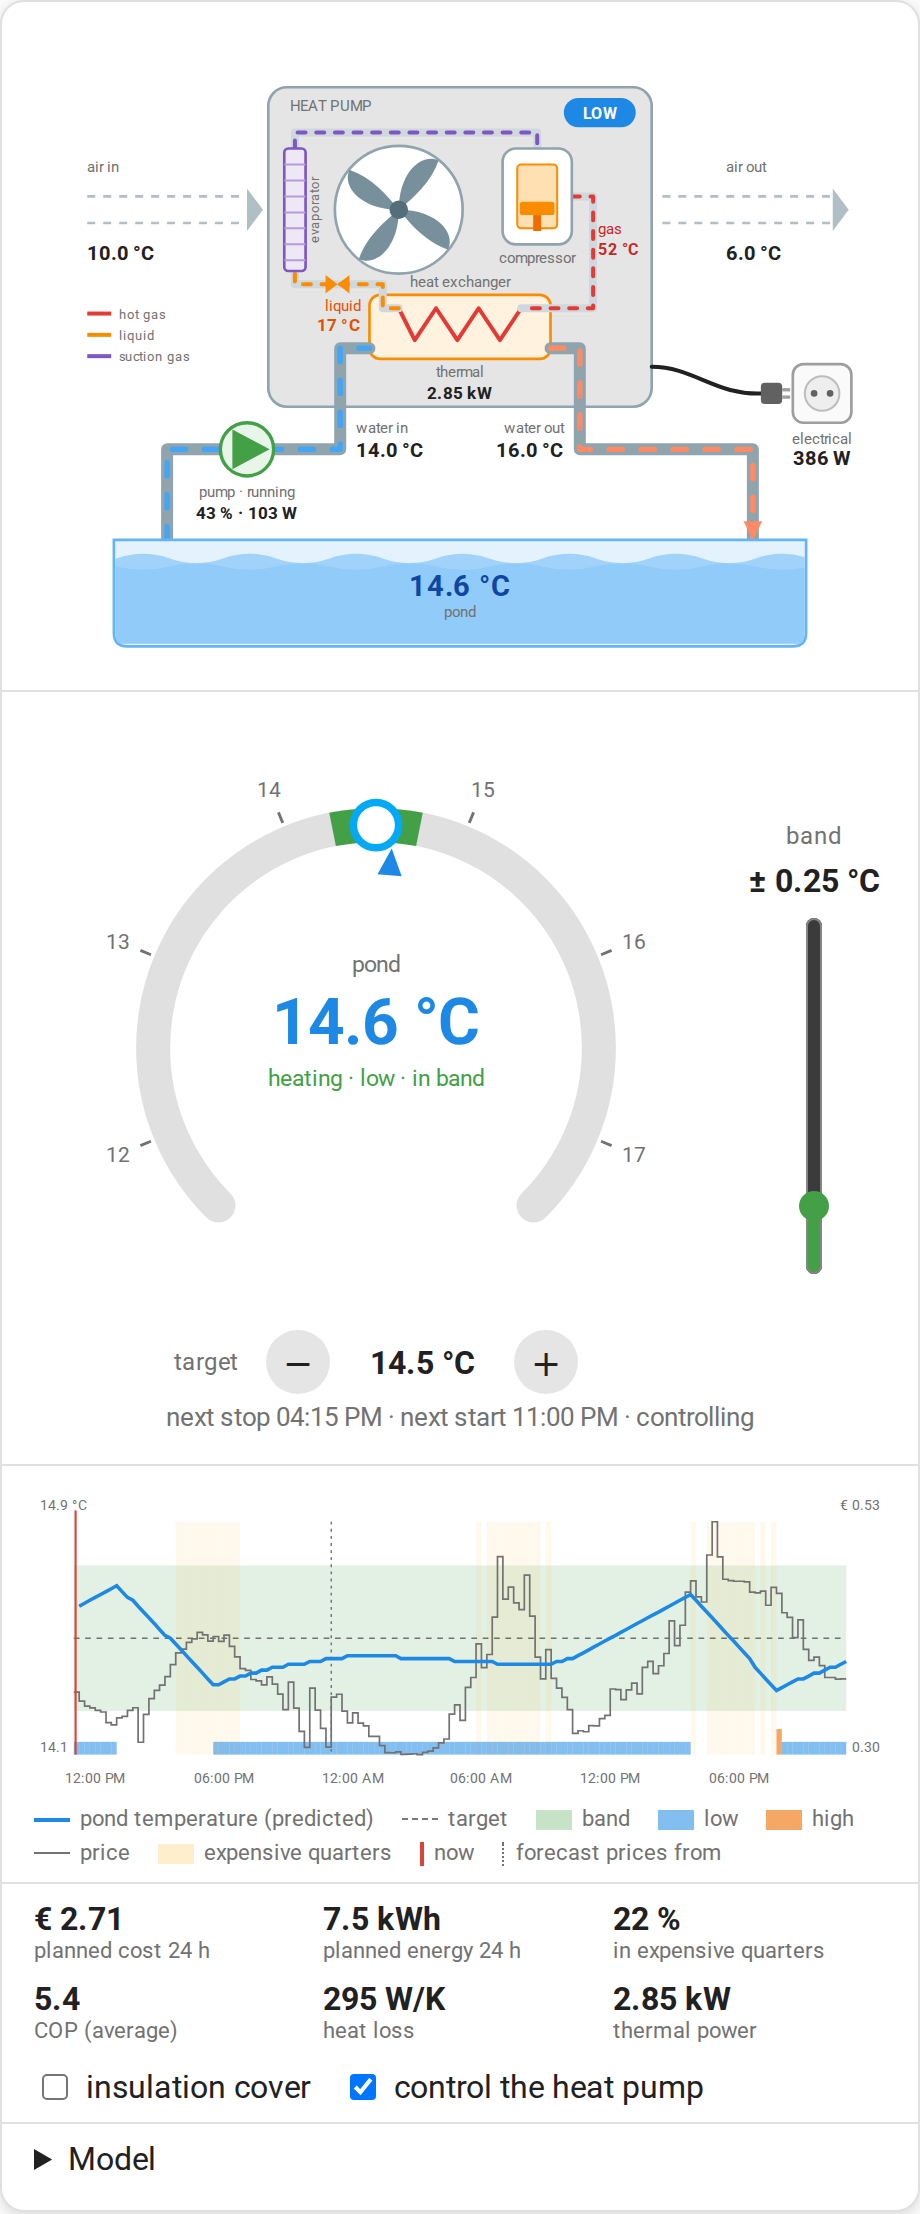 HEAT PUMP
LOW
air in
air out
evaporator
gas
52 °C
10.0 °C
compressor
6.0 °C
heat exchanger
liquid
17 °C
hot gas
liquid
suction gas
thermal
2.85 kW
water in
14.0 °C
water out
16.0 °C
electrical
386 W
pump · running
43 % · 103 W
14.6 °C
pond
14
15
band
± 0.25 °C
13
16
pond
14.6 °C
heating · low · in band
12
17
target
−
14.5 °C
+
next stop 04:15 PM · next start 11:00 PM · controlling
14.9 °C
€ 0.53
14.1
0.30
12:00 PM 06:00 PM 12:00 AM 06:00 AM 12:00 PM 06:00 PM
pond temperature (predicted) target band low high
price expensive quarters now forecast prices from
€ 2.71 7.5 kWh 22 %
planned cost 24 h planned energy 24 h in expensive quarters
5.4 295 W/K 2.85 kW
COP (average) heat loss thermal power
insulation cover control the heat pump
Model